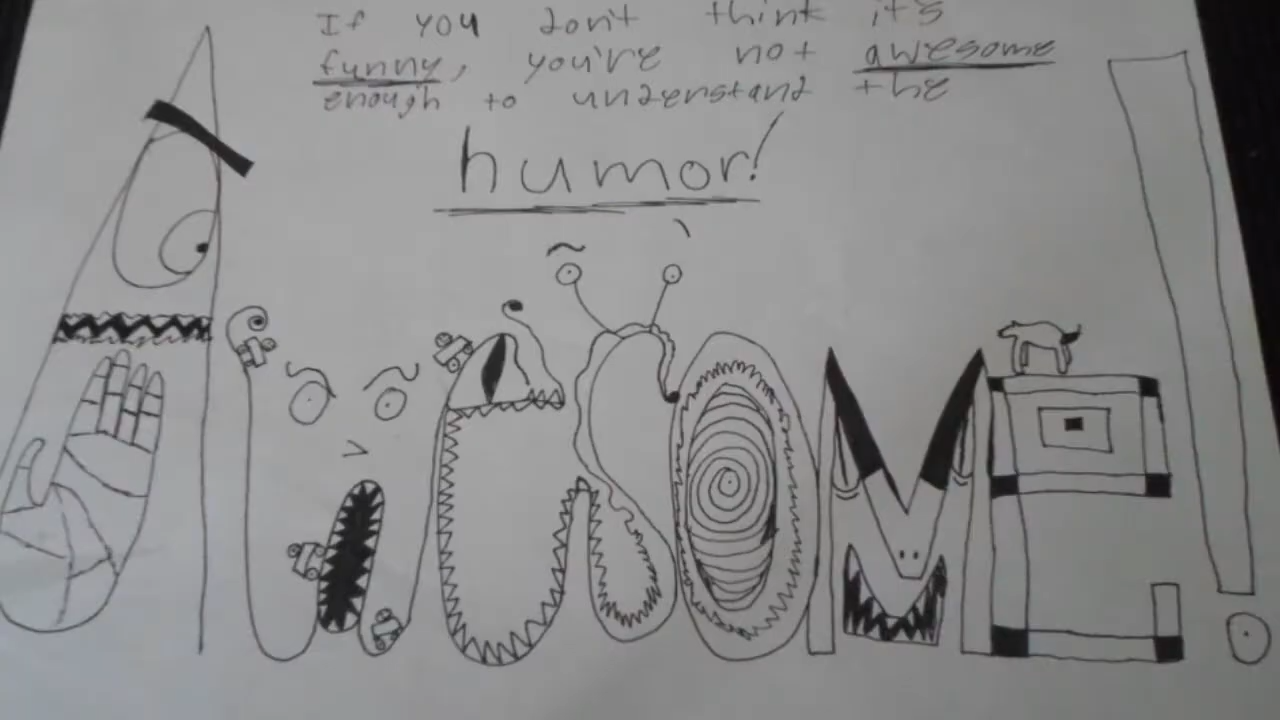 If you don't think it's
funny, you're not awesome
enough to understand the
humor!
AWESOME!